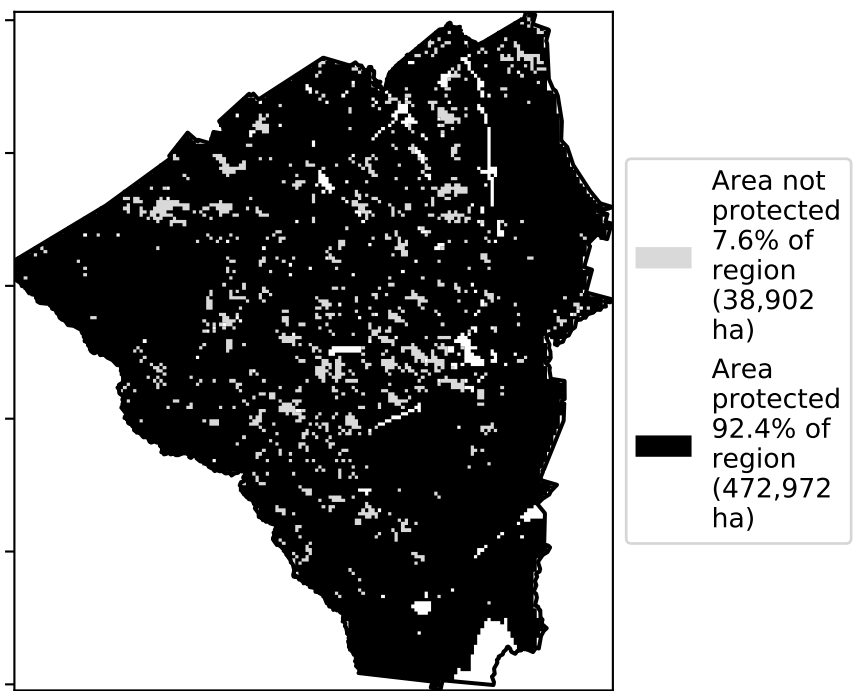 Area not
protected
7.6% of
region
(38,902
ha)
Area
protected
92.4% of
region
(472,972
ha)